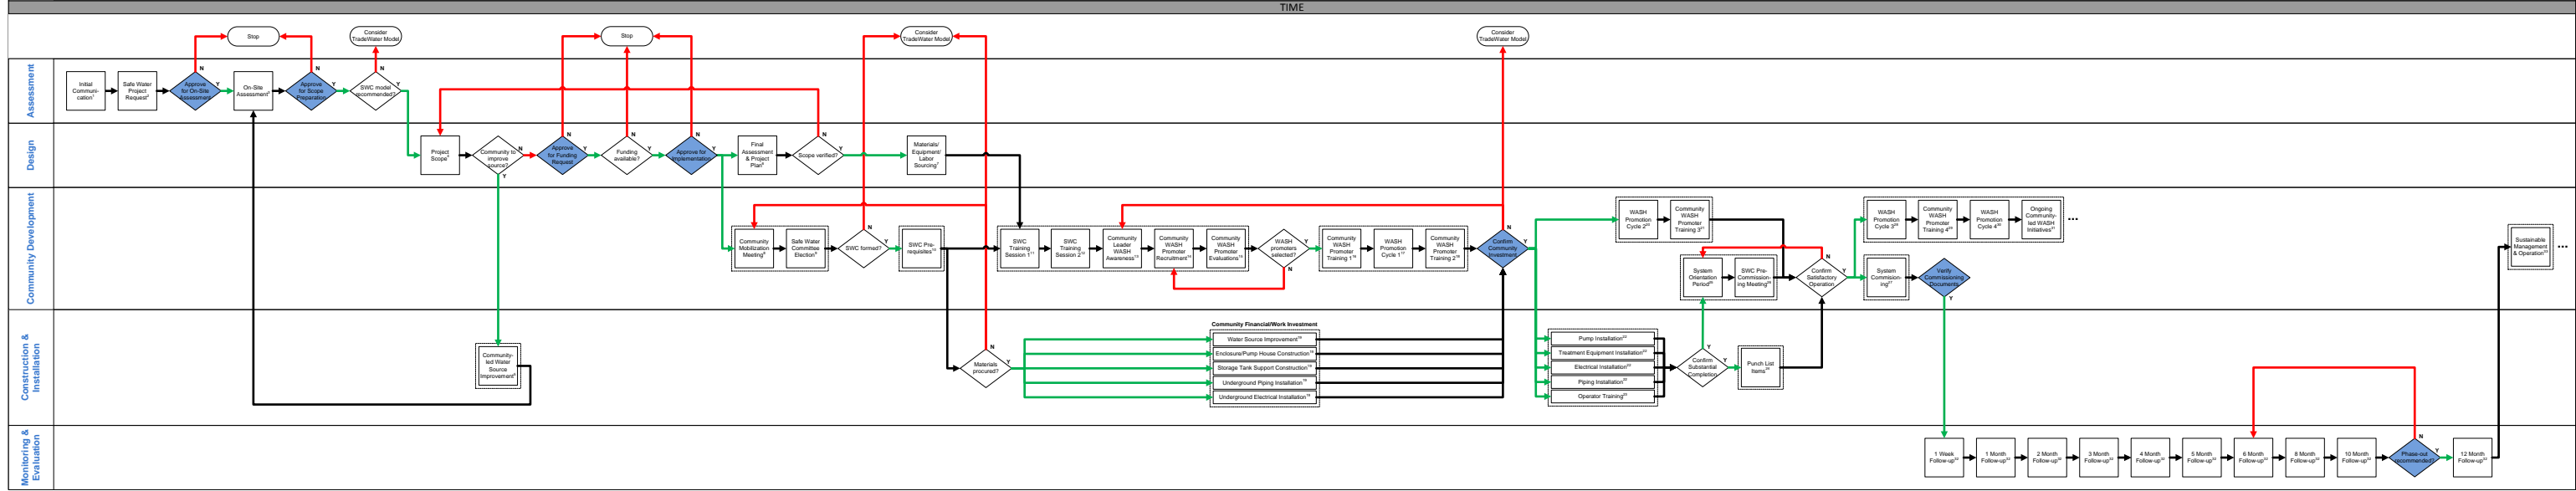 TIME
Stop
Consider
TradeWater Model
Stop
Consider
TradeWater Model
Consider
TradeWater Model
Assessment
Initial
Communi-
cation
Safe Water
Project
Request
Approve
for On-Site
Assessment
N
Y
On-Site
Assessment
Approve
for Scope
Preparation
N
Y
SWC model
recommended?
N
Y
Design
Project
Scope
Community to
improve
source?
N
Y
Approve
for Funding
Request
N
Y
Funding
available?
N
Y
Approve for
Implementation
N
Y
Final
Assessment
& Project
Plan
Scope verified?
N
Y
Materials/
Equipment/
Labor
Sourcing
Community Development
Community
Mobilization
Meeting
Safe Water
Committee
Election
SWC formed?
N
Y
SWC Pre-
requisites
SWC
Training
Session 1
SWC
Training
Session 2
Community
Leader
WASH
Awareness
Community
WASH
Promoter
Recruitment
Community
WASH
Promoter
Evaluations
WASH
promoters
selected?
Y
N
Community
WASH
Promoter
Training 1
WASH
Promotion
Cycle 1
Community
WASH
Promoter
Training 2
Confirm
Community
Investment
N
Y
WASH
Promotion
Cycle 2
Community
WASH
Promoter
Training 3
System
Orientation
Period
SWC Pre-
Commission-
ing Meeting
Confirm
Satisfactory
Operation
N
Y
WASH
Promotion
Cycle 3
Community
WASH
Promoter
Training 4
WASH
Promotion
Cycle 4
Ongoing
Community-
led WASH
Initiatives
...
System
Commision-
ing
Verify
Commissioning
Documents
Y
Sustainable
Management
& Operation
...
Construction &
Installation
Community-
led Water
Source
Improvement
Materials
procured?
N
Y
Community Financial/Work Investment
Water Source Improvement
Enclosure/Pump House Construction
Storage Tank Support Construction
Underground Piping Installation
Underground Electrical Installation
Pump Installation
Treatment Equipment Installation
Electrical Installation
Piping Installation
Operator Training
Confirm
Substantial
Completion
Y
Y
Punch List
Items
Monitoring &
Evaluation
1 Week
Follow-up
1 Month
Follow-up
2 Month
Follow-up
3 Month
Follow-up
4 Month
Follow-up
5 Month
Follow-up
6 Month
Follow-up
8 Month
Follow-up
10 Month
Follow-up
Phase-out
recommended?
N
Y
12 Month
Follow-up